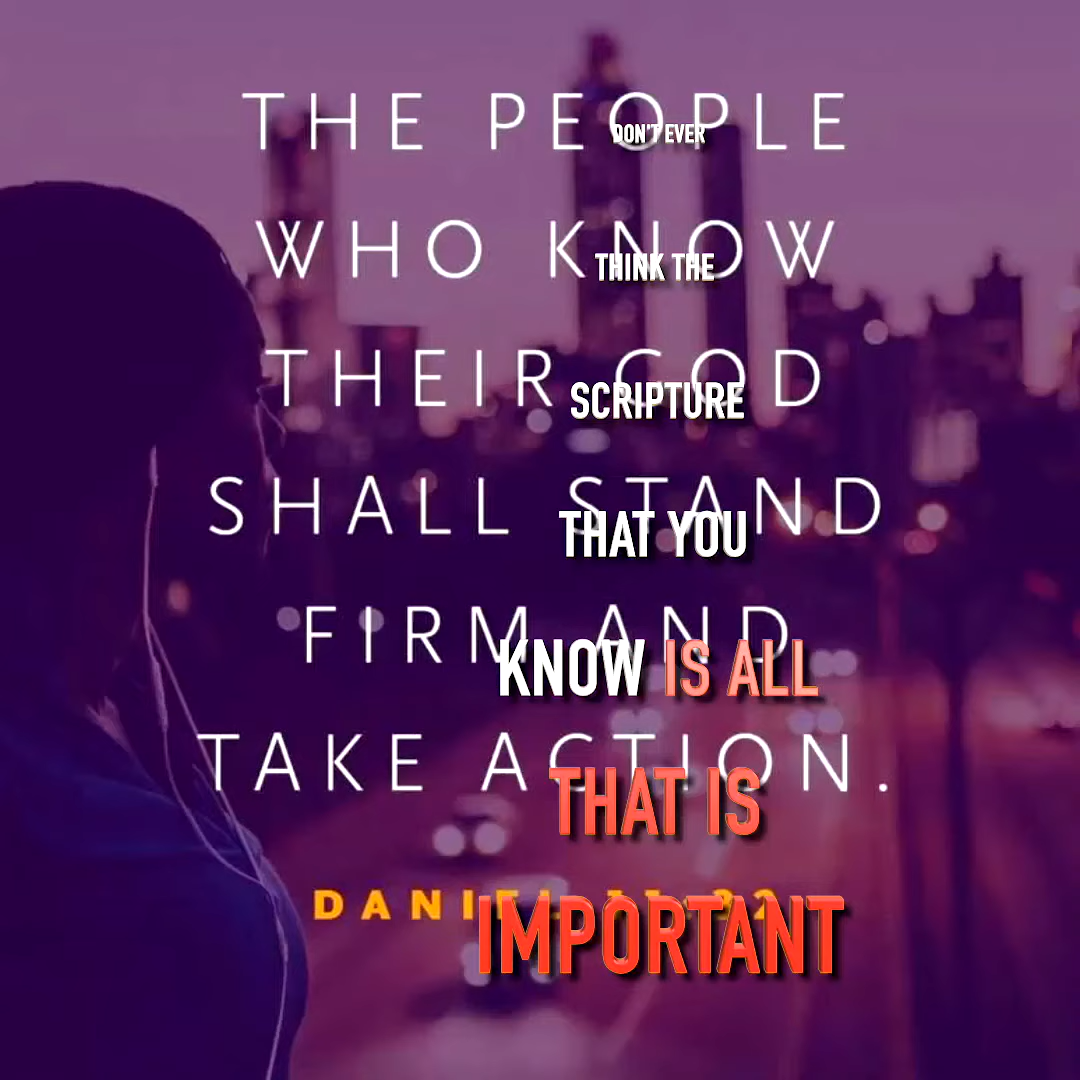 THE PEOPLE
WHO KNOW
THEIR GOD
SHALL STAND
FIRM AND
TAKE ACTION.
DANIEL 11:32
DON'T EVER
THINK THE
SCRIPTURE
THAT YOU
KNOW IS ALL
THAT IS
IMPORTANT